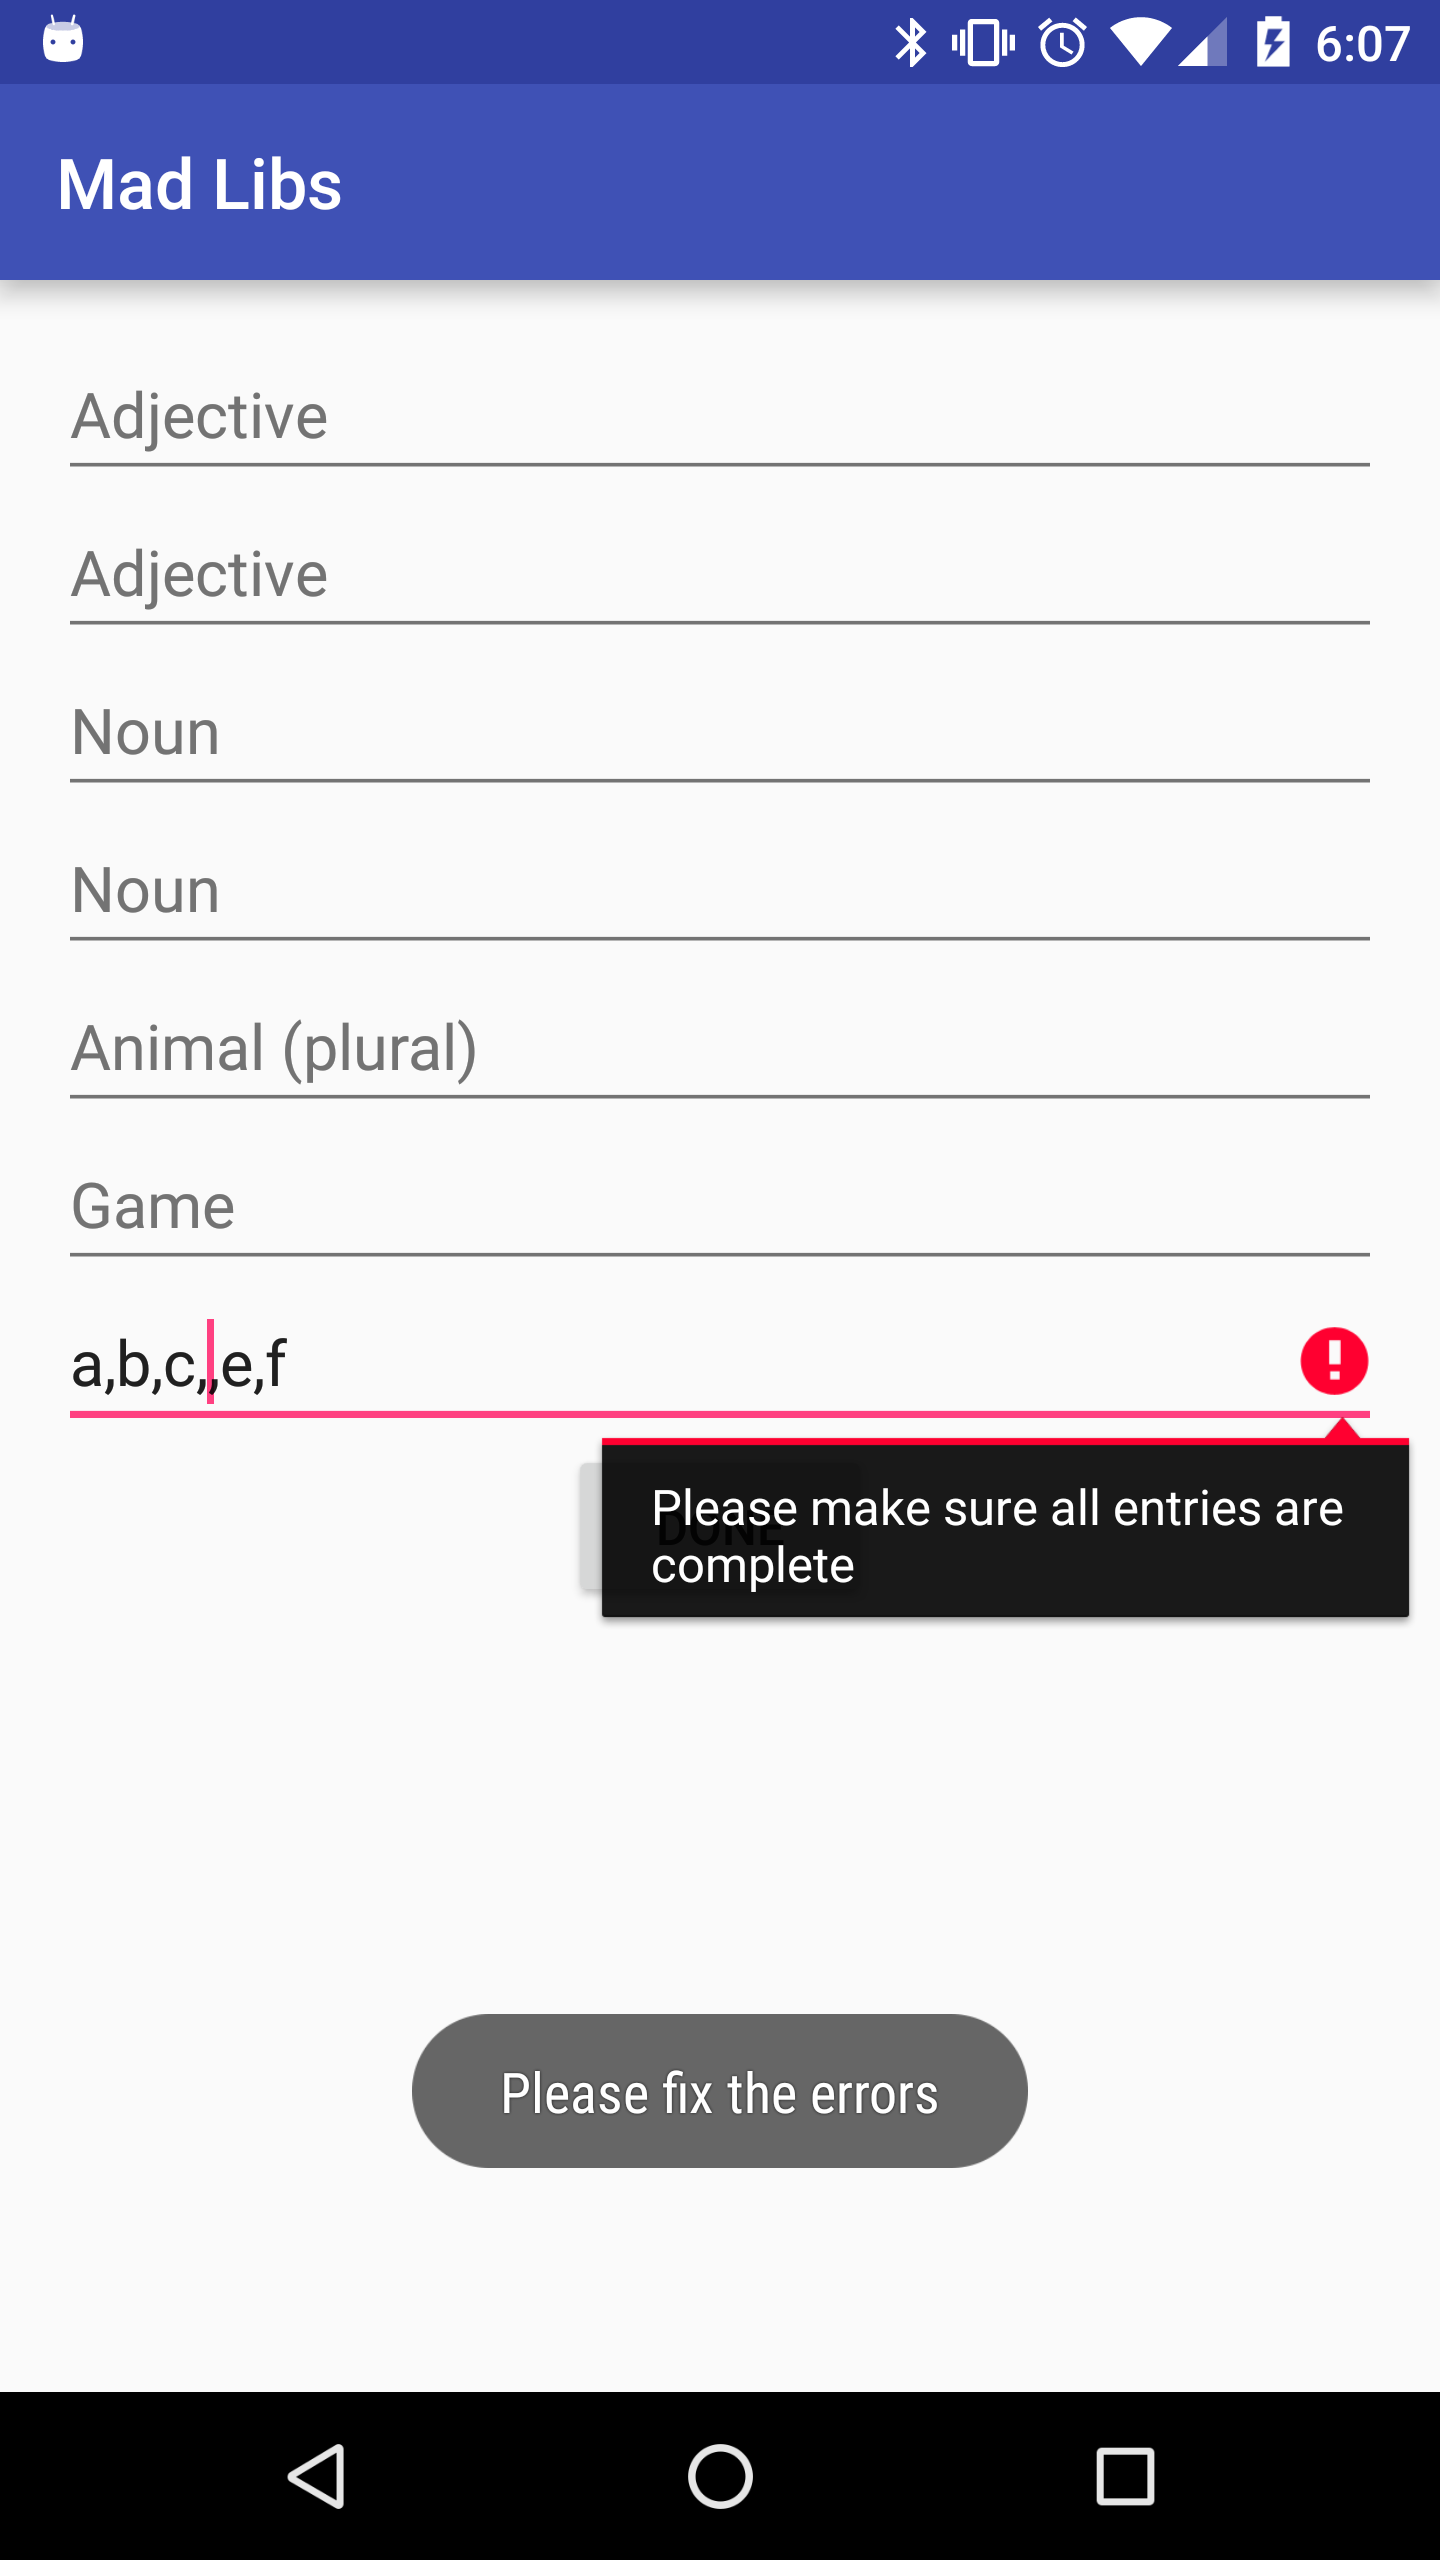 6:07
Mad Libs
Adjective
Adjective
Noun
Noun
Animal (plural)
Game
a,b,c,,e,f
Please make sure all entries are
complete
DONE
Please fix the errors